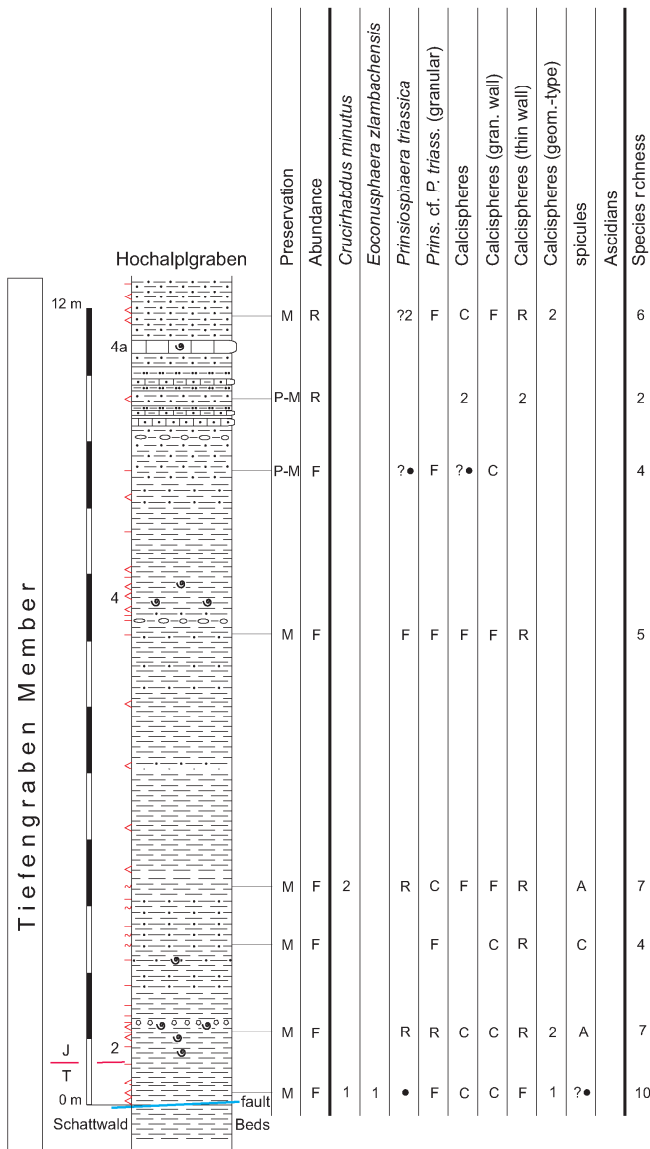 Preservation
Abundance
Crucirhabdus minutus
Eoconusphaera zlambachensis
Prinsiosphaera triassica
Prins. cf. P. triass. (granular)
Calcispheres
Calcispheres (gran. wall)
Calcispheres (thin wall)
Calcispheres (geom.-type)
spicules
Ascidians
Species richness
Hochalplgraben
12 m M R ?2 F C F R 2 6
4a
P-M R 2 2 2
P-M F ?● F ?● C 4
4
M F F F F F R 5
Tiefengraben Member
M F 2 R C F F R A 7
M F F C R C 4
M F R R C C R 2 A 7
J 2
T
M F 1 1 ● F C C F 1 ?● 10
0 m fault
Schattwald Beds